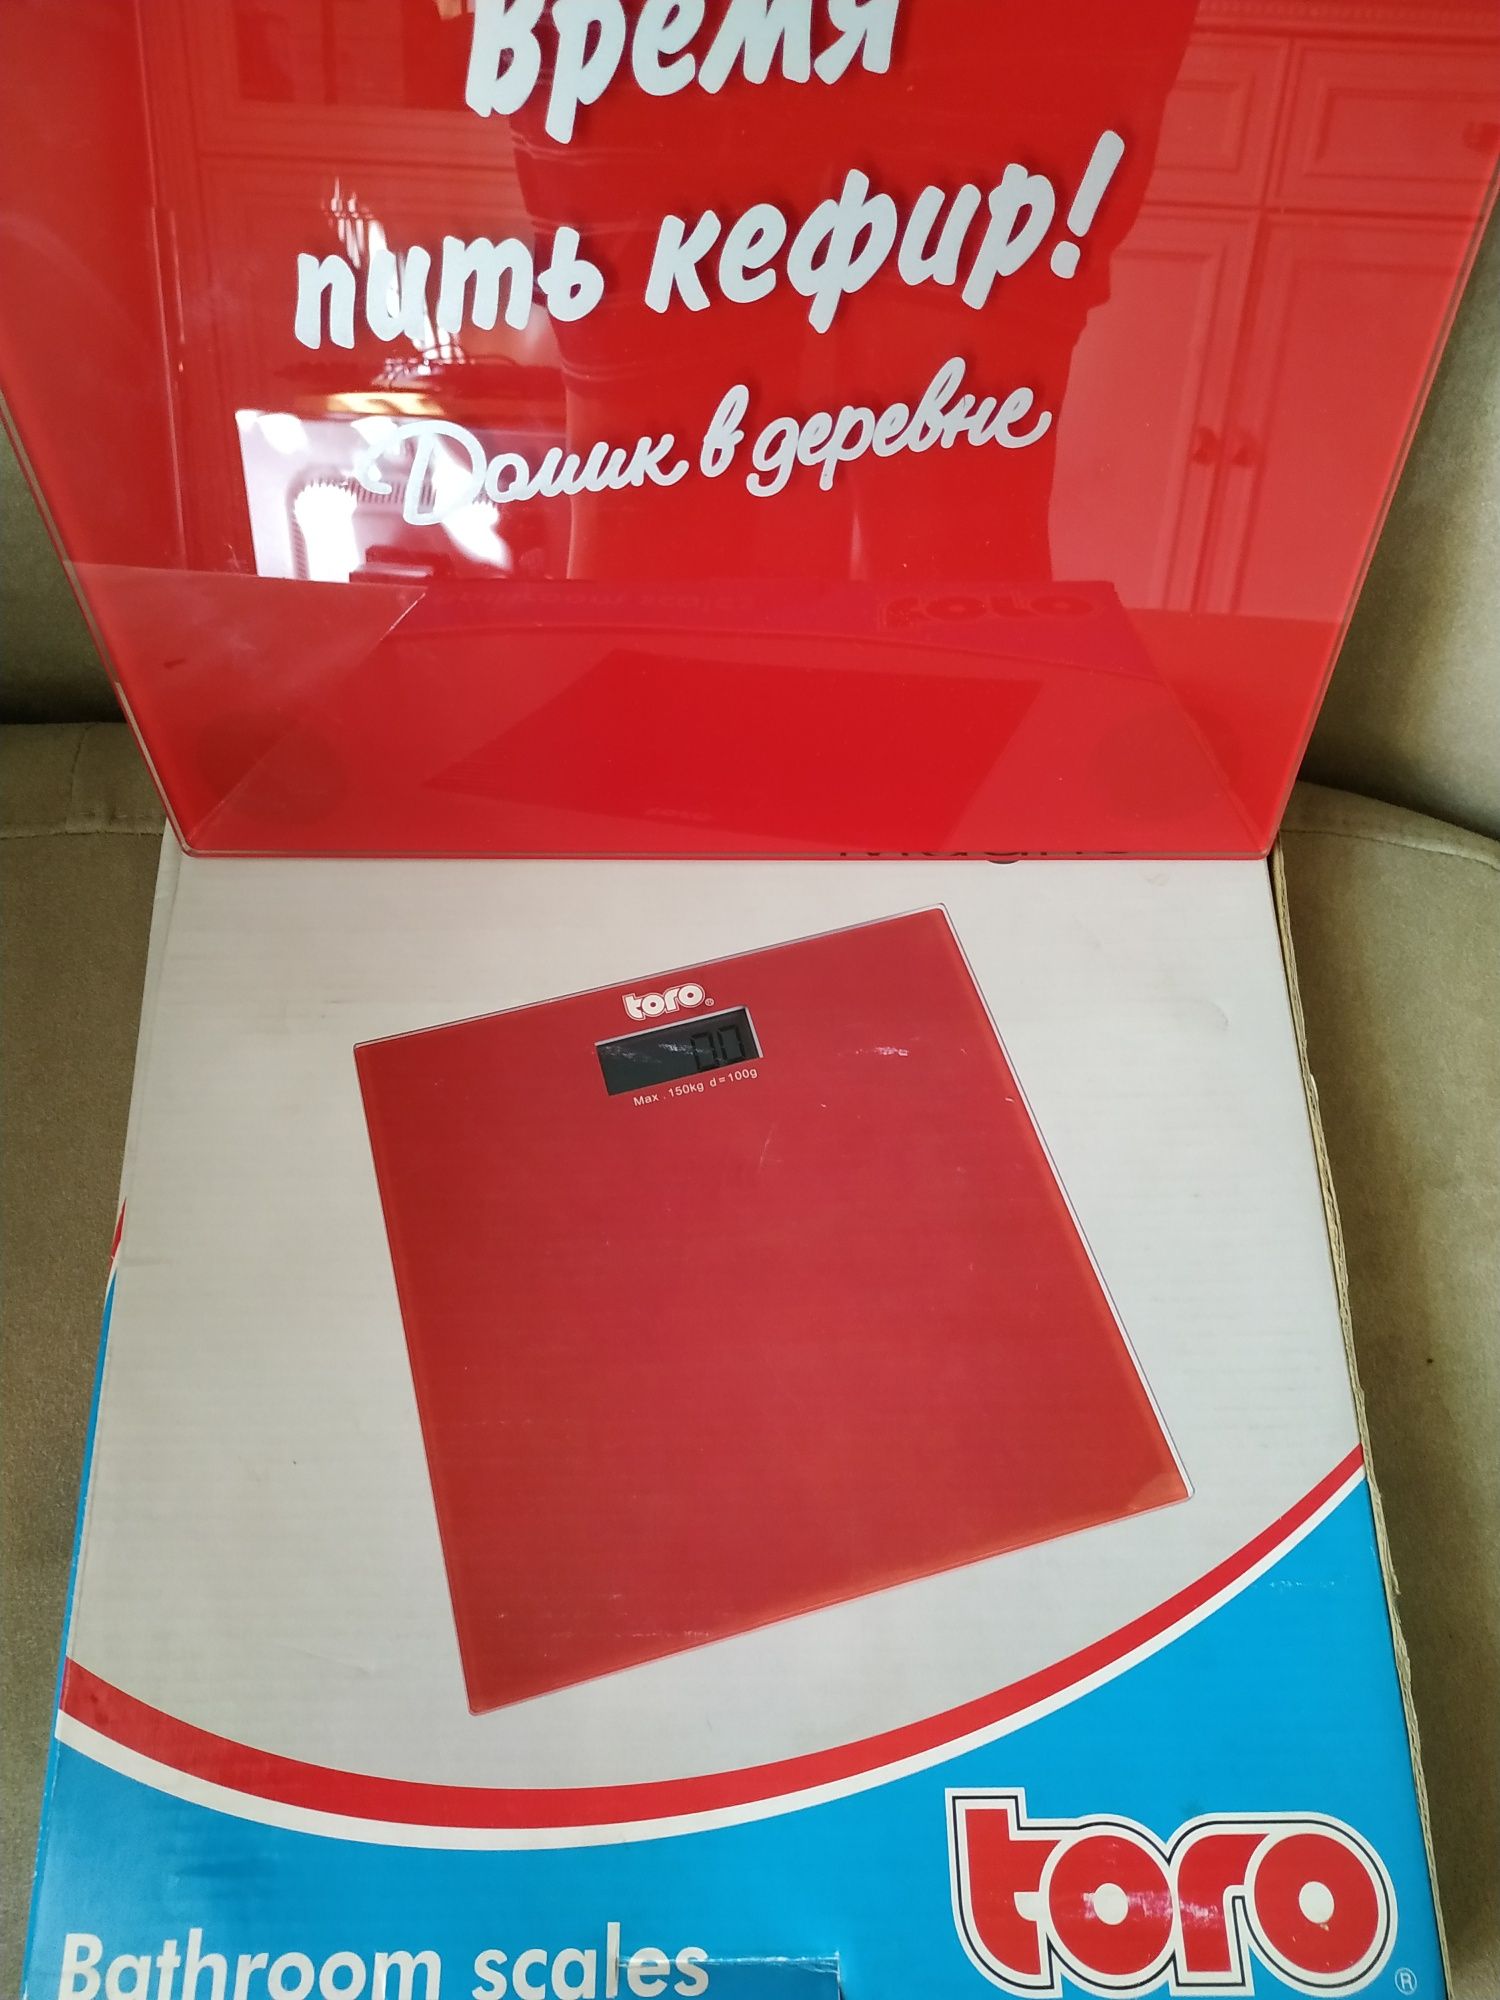 Время
пить кефир!
Домик в деревне
toro®
0.0
Max . 150kg d=100g
toro®
Bathroom scales